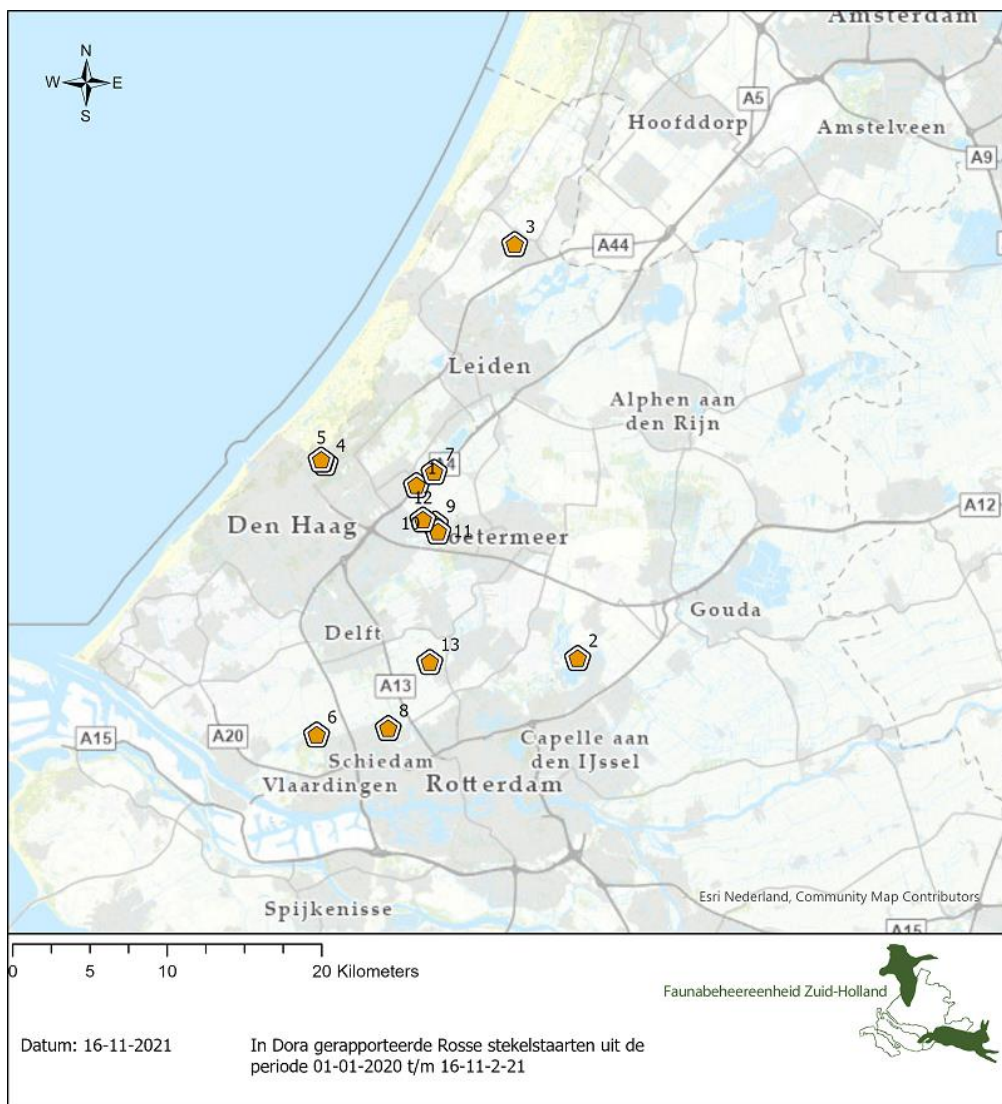 Amsterdam
N
W E
S
A5
Hoofddorp
Amstelveen
A9
3
A44
Leiden
Alphen aan
den Rijn
5
4
7
1
A4
12
9
A12
10
Den Haag
11
oetermeer
Gouda
Delft
13
2
A13
6
8
A15
A20
Capelle aan
den IJssel
Schiedam
Vlaardingen
Rotterdam
Esri Nederland, Community Map Contributors
Spijkenisse
A15
0 5 10 20 Kilometers
Faunabeheereenheid Zuid-Holland
Datum: 16-11-2021
In Dora gerapporteerde Rosse stekelstaarten uit de
periode 01-01-2020 t/m 16-11-2-21